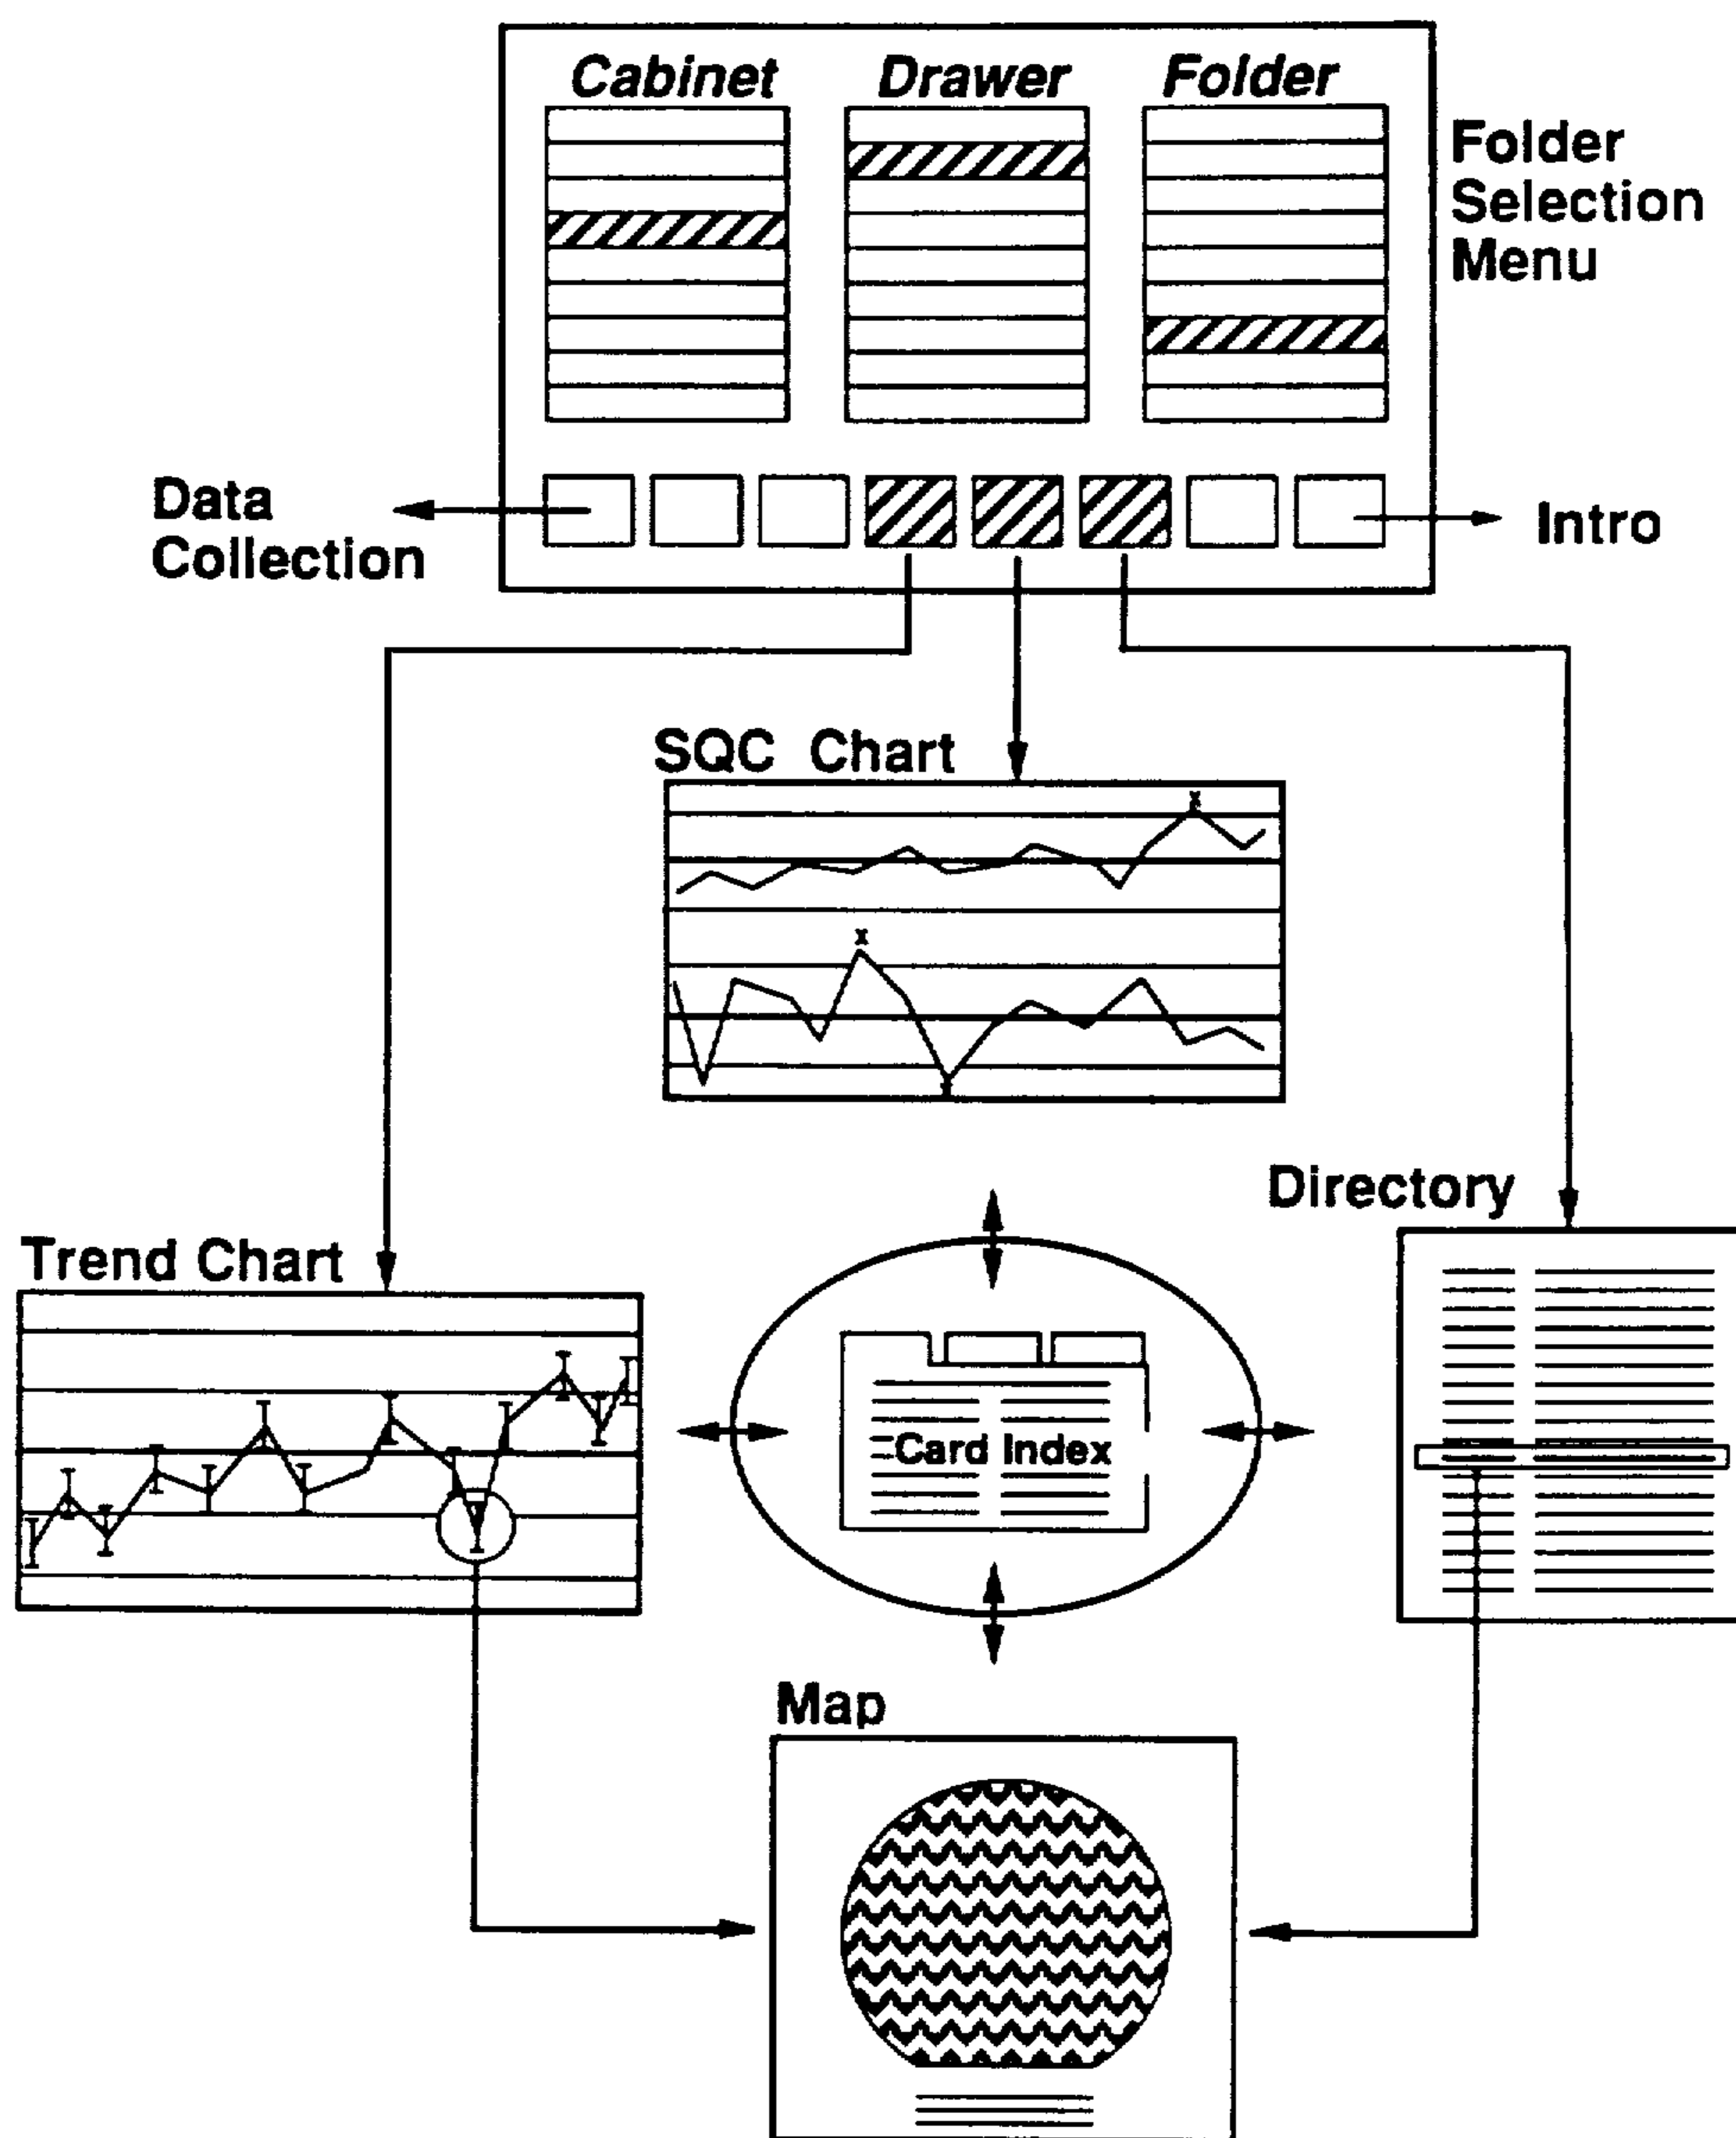 Cabinet Drawer Folder
Folder
Selection
Menu
Data
Collection
Intro
SQC Chart
x
x
x
Directory
Trend Chart
Card Index
Map